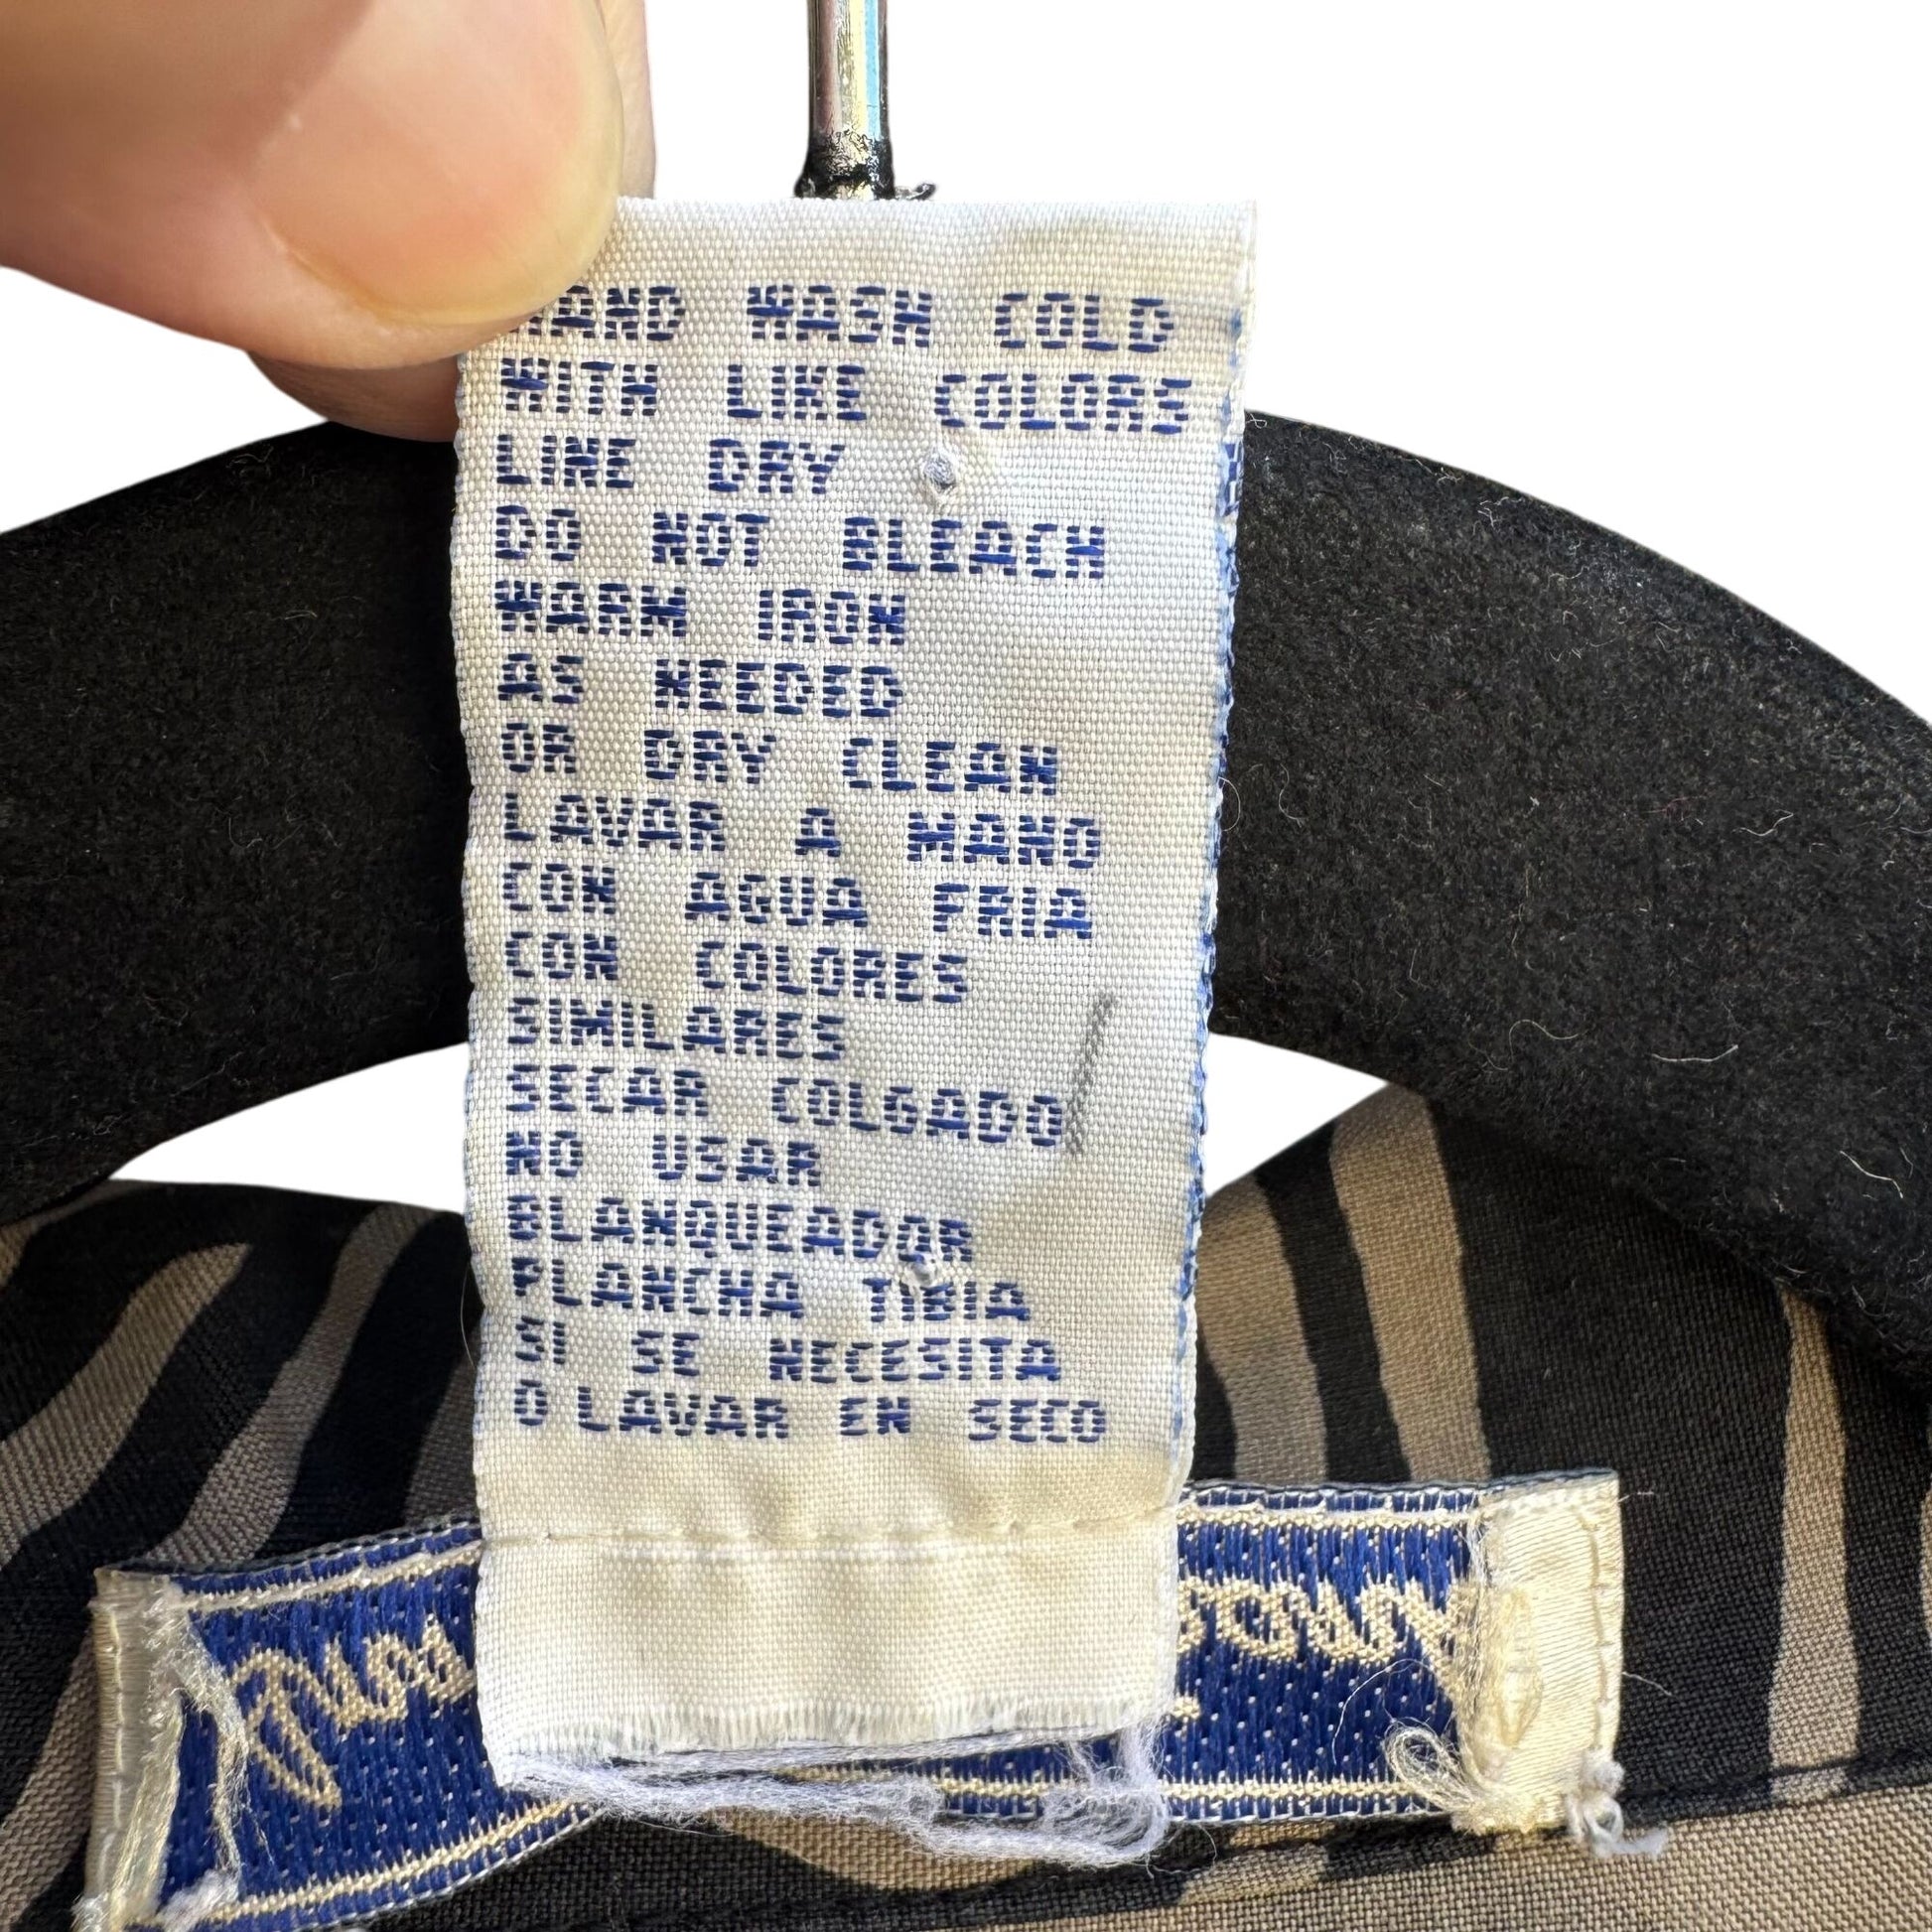 HAND WASH COLD
WITH LIKE COLORS
LINE DRY
DO NOT BLEACH
WARM IRON
AS NEEDED
OR DRY CLEAN
LAVAR A MANO
CON AGUA FRIA
CON COLORES
SIMILARES
SECAR COLGADO
NO USAR
BLANQUEADOR
PLANCHA TIBIA
SI SE NECESITA
O LAVAR EN SECO